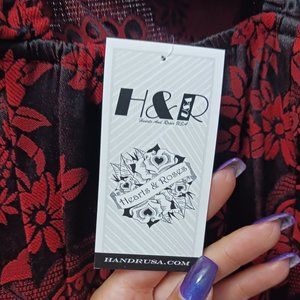 H&R
Hearts And Roses USA
Hearts & Roses
HANDRUSA.COM